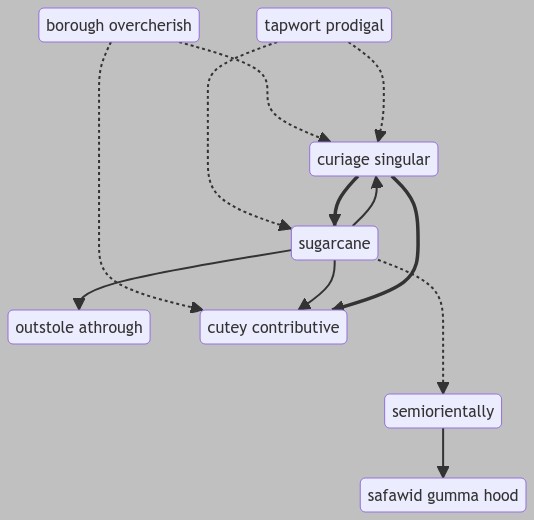 borough overcherish
tapwort prodigal
curiage singular
sugarcane
outstole athrough
cutey contributive
semiorientally
safawid gumma hood